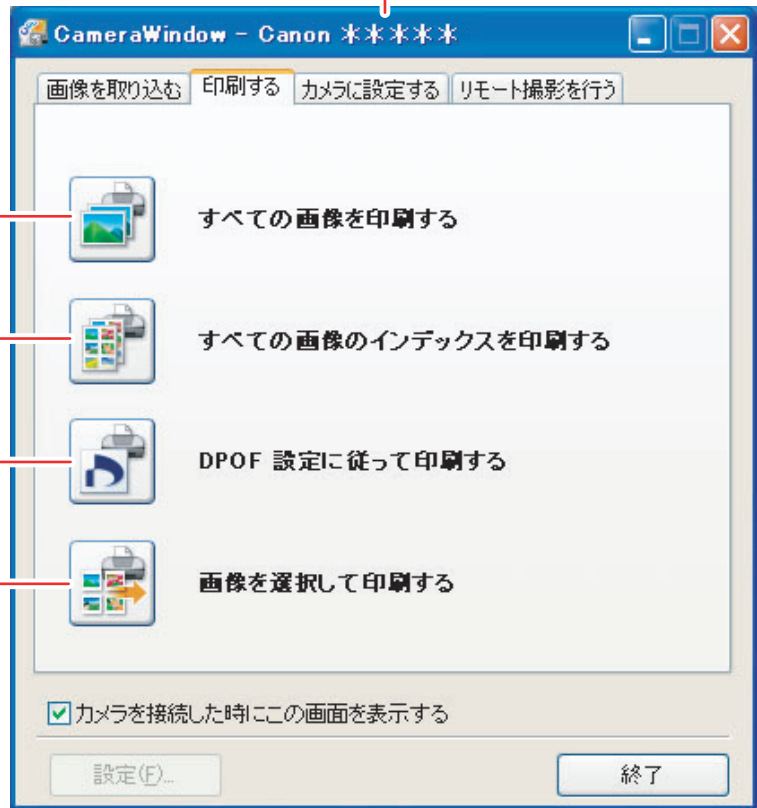 CameraWindow - Canon *****
画像を取り込む 印刷する カメラに設定する リモート撮影を行う
すべての画像を印刷する
すべての画像のインデックスを印刷する
DPOF 設定に従って印刷する
画像を選択して印刷する
カメラを接続した時にこの画面を表示する
設定(F)... 終了